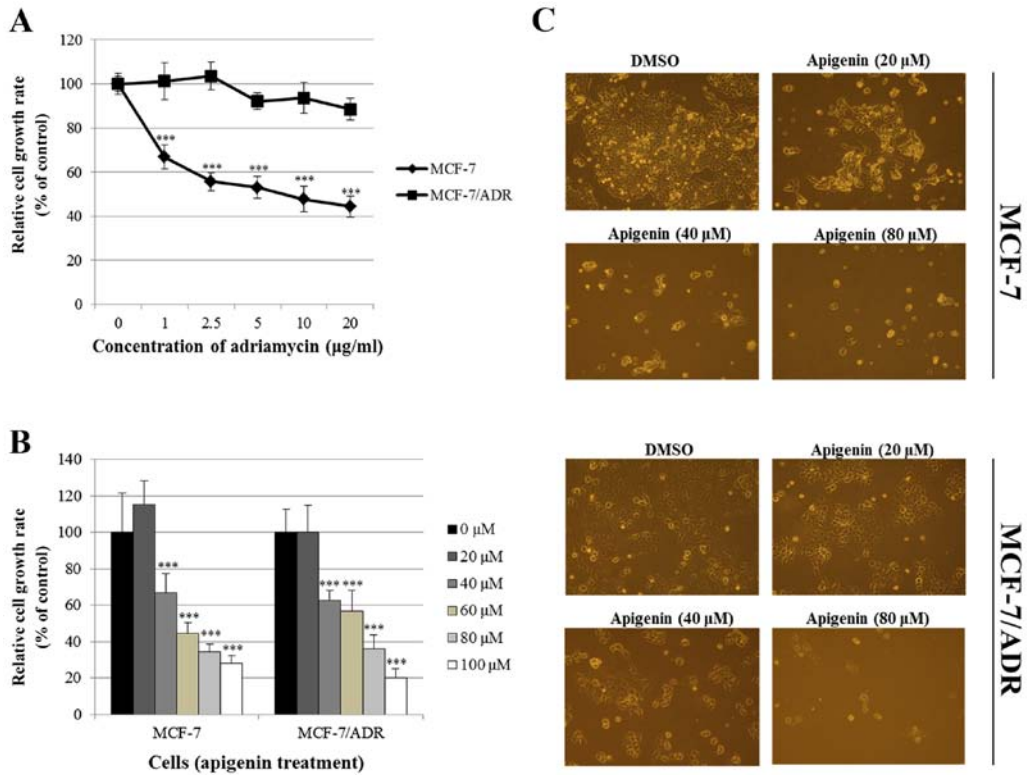 A
120
100
80
60
40
20
0
Relative cell growth rate
(% of control)
***
***
***
***
***
MCF-7
MCF-7/ADR
0 1 2.5 5 10 20
Concentration of adriamycin (µg/ml)
B
140
120
100
80
60
40
20
0
Relative cell growth rate
(% of control)
***
***
***
***
*** ***
***
***
0 µM
20 µM
40 µM
60 µM
80 µM
100 µM
MCF-7 MCF-7/ADR
Cells (apigenin treatment)
C
DMSO Apigenin (20 µM)
Apigenin (40 µM) Apigenin (80 µM)
MCF-7
DMSO Apigenin (20 µM)
Apigenin (40 µM) Apigenin (80 µM)
MCF-7/ADR